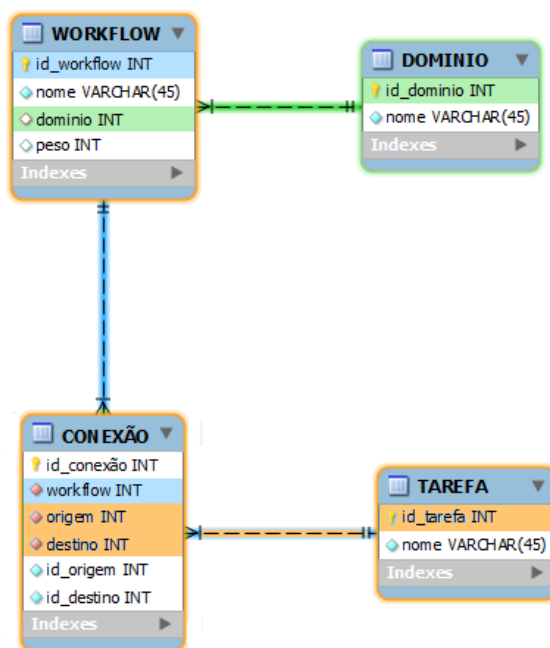 WORKFLOW
id_workflow INT
nome VARCHAR(45)
dominio INT
peso INT
Indexes
DOMINIO
id_dominio INT
nome VARCHAR(45)
Indexes
CONEXÃO
id_conexão INT
workflow INT
origem INT
destino INT
id_origem INT
id_destino INT
Indexes
TAREFA
id_tarefa INT
nome VARCHAR(45)
Indexes